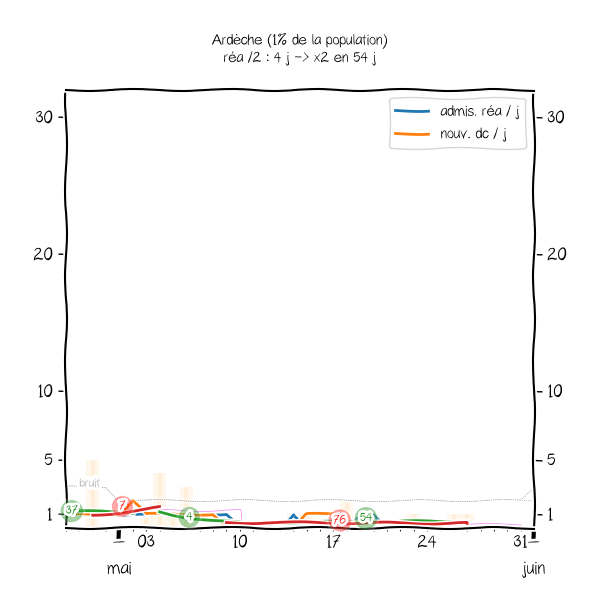 Ardèche (1% de la population)
réa /2 : 4 j -> x2 en 54 j
admis. réa / j
nouv. dc / j
30
30
20
20
10
10
5
5
bruit
1
1
37
7
4
76
54
03
10
17
24
31
mai
juin